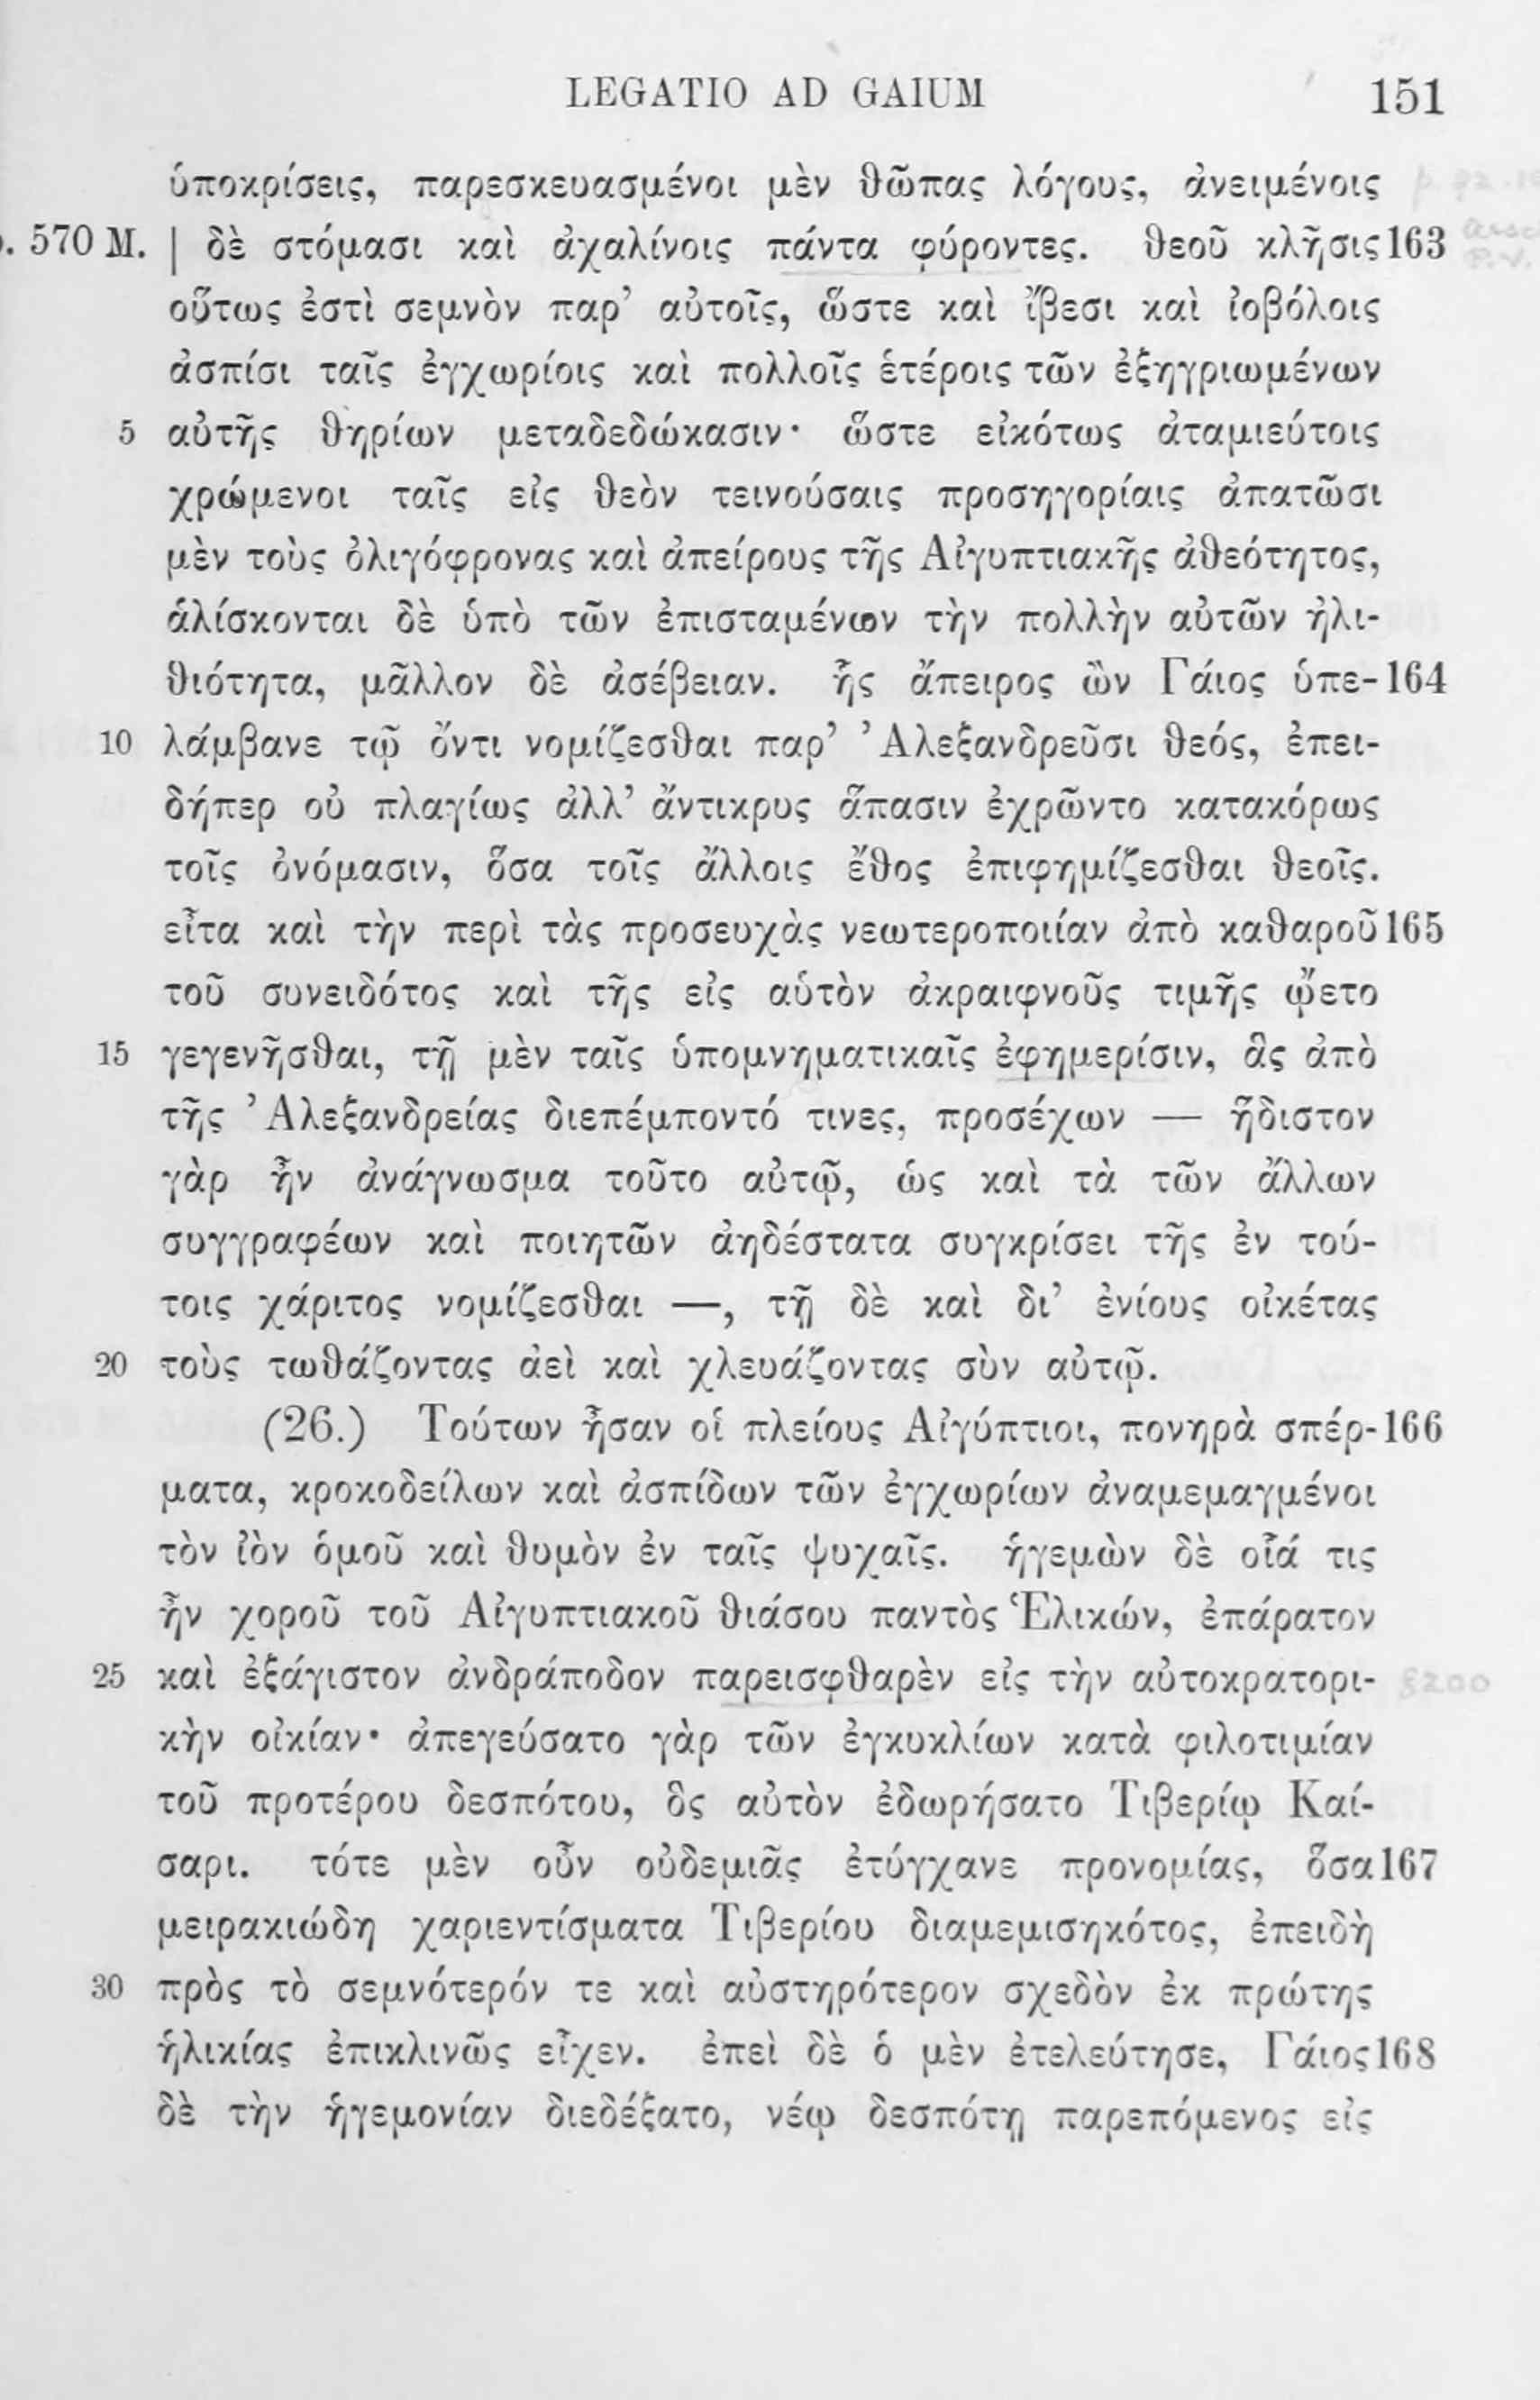 LEGATIO AD GAIUM 151
ὑποκρίσεις, παρεσκευασμένοι μὲν θῶπας λόγους, ἀνειμένοις
. 570 M. | δὲ στόμασι καὶ ἀχαλίνοις πάντα φύροντες. θεοῦ κλῆσις 163
οὕτως ἐστὶ σεμνὸν παρ’ αὐτοῖς, ὥστε καὶ ἴβεσι καὶ ἰοβόλοις
ἀσπίσι ταῖς ἐγχωρίοις καὶ πολλοῖς ἑτέροις τῶν ἐξηγριωμένων
5 αὐτῆς θηρίων μεταδεδώκασιν· ὥστε εἰκότως ἀταμιεύτοις
χρώμενοι ταῖς εἰς θεὸν τεινούσαις προσηγορίαις ἀπατῶσι
μὲν τοὺς ὀλιγόφρονας καὶ ἀπείρους τῆς Αἰγυπτιακῆς ἀθεότητος,
ἁλίσκονται δὲ ὑπὸ τῶν ἐπισταμένων τὴν πολλὴν αὐτῶν ἠλι-
θιότητα, μᾶλλον δὲ ἀσέβειαν. ἧς ἄπειρος ὢν Γάιος ὑπε- 164
10 λάμβανε τῷ ὄντι νομίζεσθαι παρ’ Ἀλεξανδρεῦσι θεός, ἐπει-
δήπερ οὐ πλαγίως ἀλλ’ ἄντικρυς ἅπασιν ἐχρῶντο κατακόρως
τοῖς ὀνόμασιν, ὅσα τοῖς ἄλλοις ἔθος ἐπιφημίζεσθαι θεοῖς.
εἶτα καὶ τὴν περὶ τὰς προσευχὰς νεωτεροποιίαν ἀπὸ καθαροῦ 165
τοῦ συνειδότος καὶ τῆς εἰς αὑτὸν ἀκραιφνοῦς τιμῆς ᾤετο
15 γεγενῆσθαι, τῇ μὲν ταῖς ὑπομνηματικαῖς ἐφημερίσιν, ἃς ἀπὸ
τῆς Ἀλεξανδρείας διεπέμποντό τινες, προσέχων — ἥδιστον
γὰρ ἦν ἀνάγνωσμα τοῦτο αὐτῷ, ὡς καὶ τὰ τῶν ἄλλων
συγγραφέων καὶ ποιητῶν ἀηδέστατα συγκρίσει τῆς ἐν τού-
τοις χάριτος νομίζεσθαι —, τῇ δὲ καὶ δι’ ἐνίους οἰκέτας
20 τοὺς τωθάζοντας ἀεὶ καὶ χλευάζοντας σὺν αὐτῷ.
(26.) Τούτων ἦσαν οἱ πλείους Αἰγύπτιοι, πονηρὰ σπέρ- 166
ματα, κροκοδείλων καὶ ἀσπίδων τῶν ἐγχωρίων ἀναμεμαγμένοι
τὸν ἰὸν ὁμοῦ καὶ θυμὸν ἐν ταῖς ψυχαῖς. ἡγεμὼν δὲ οἷά τις
ἦν χοροῦ τοῦ Αἰγυπτιακοῦ θιάσου παντὸς Ἑλικών, ἐπάρατον
25 καὶ ἐξάγιστον ἀνδράποδον παρεισφθαρὲν εἰς τὴν αὐτοκρατορι- §200
κὴν οἰκίαν· ἀπεγεύσατο γὰρ τῶν ἐγκυκλίων κατὰ φιλοτιμίαν
τοῦ προτέρου δεσπότου, ὃς αὐτὸν ἐδωρήσατο Τιβερίῳ Καί-
σαρι. τότε μὲν οὖν οὐδεμιᾶς ἐτύγχανε προνομίας, ὅσα 167
μειρακιώδη χαριεντίσματα Τιβερίου διαμεμισηκότος, ἐπειδὴ
30 πρὸς τὸ σεμνότερόν τε καὶ αὐστηρότερον σχεδὸν ἐκ πρώτης
ἡλικίας ἐπικλινῶς εἶχεν. ἐπεὶ δὲ ὁ μὲν ἐτελεύτησε, Γάιος 168
δὲ τὴν ἡγεμονίαν διεδέξατο, νέῳ δεσπότῃ παρεπόμενος εἰς